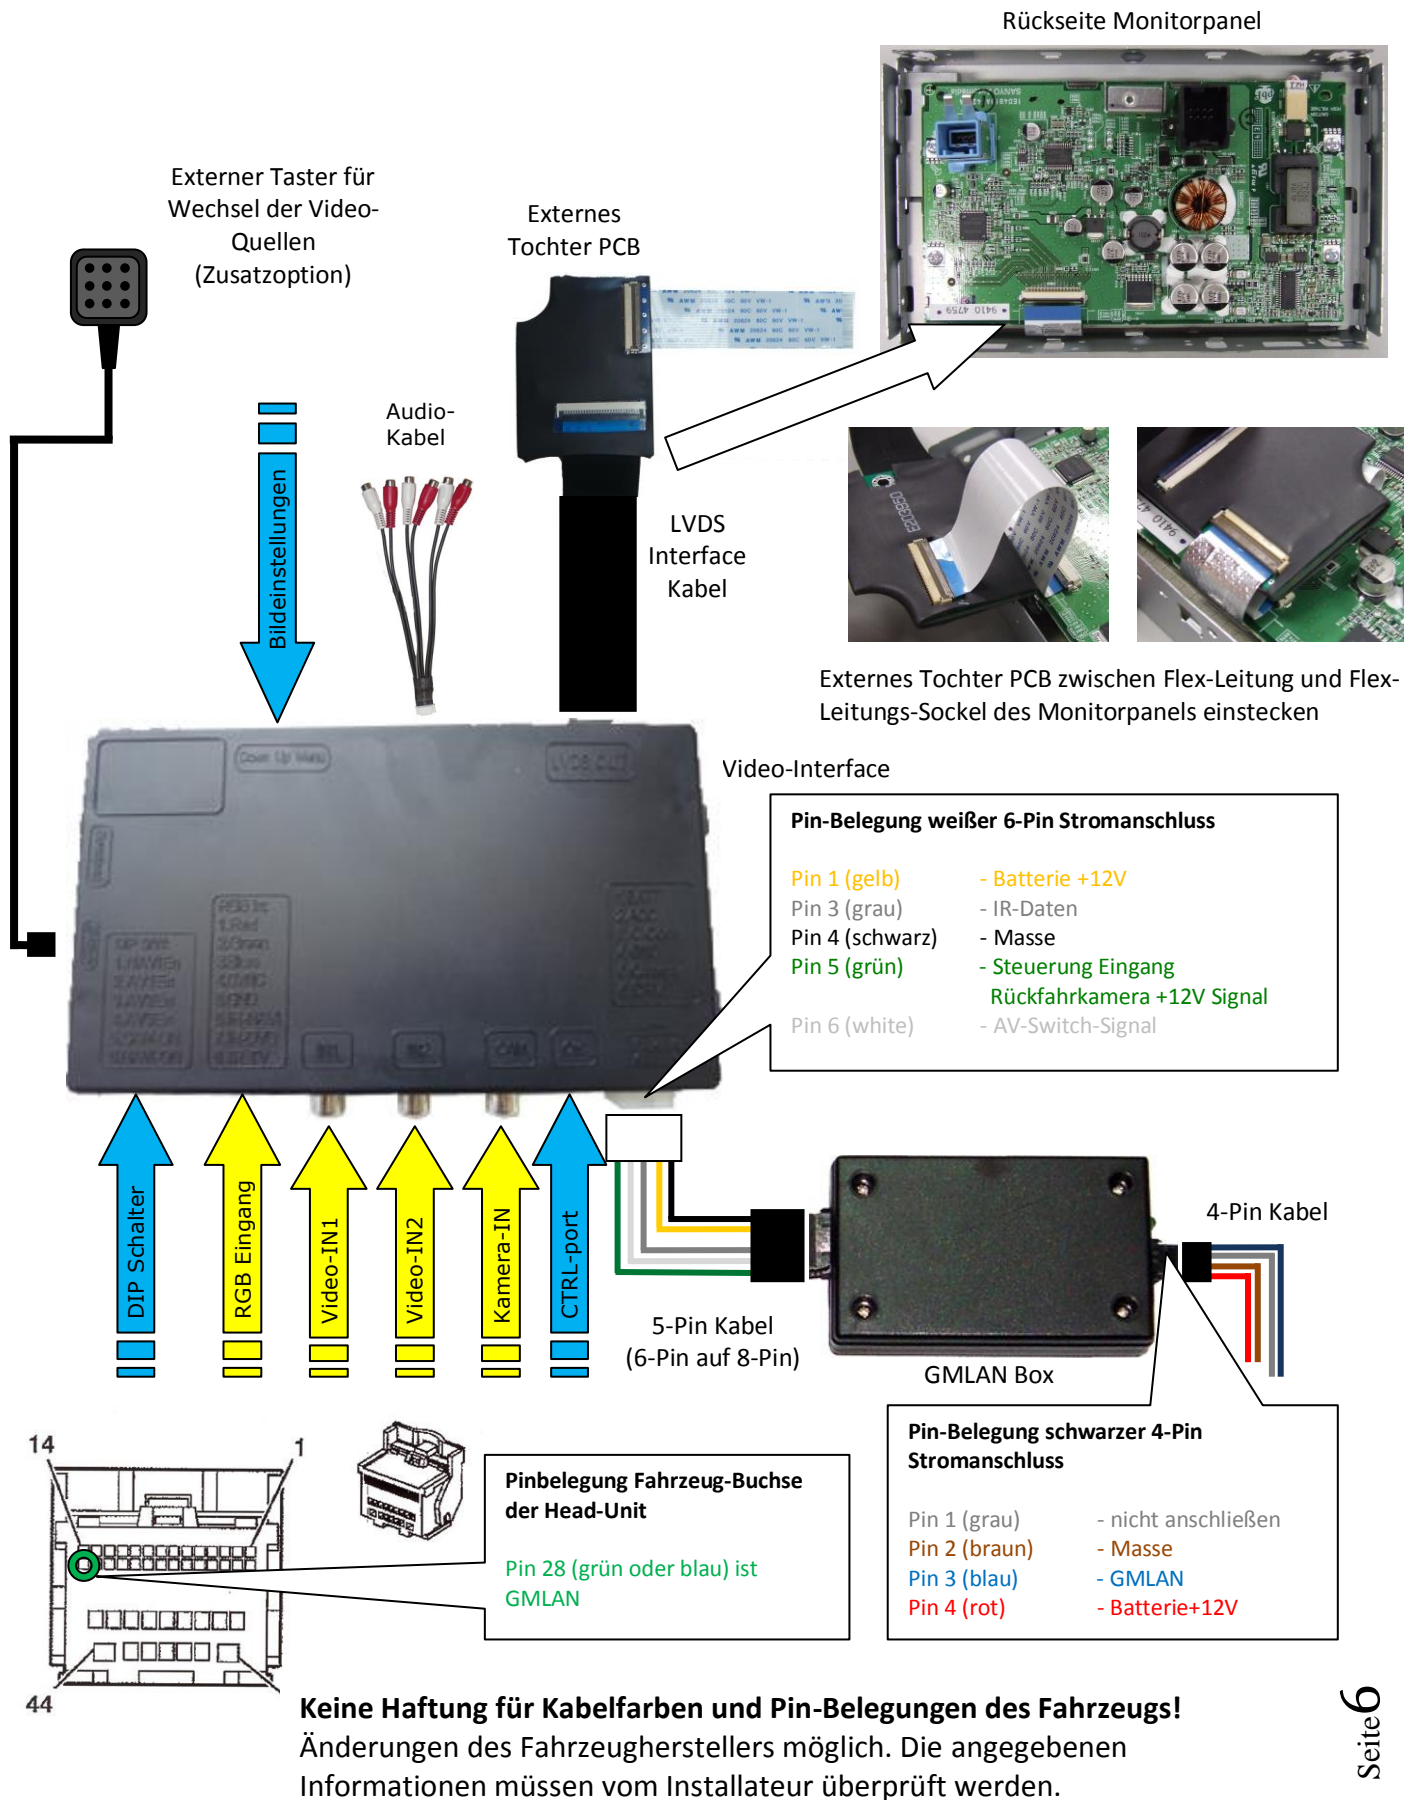 Rückseite Monitorpanel
Externer Taster für
Wechsel der Video-
Quellen
(Zusatzoption)
Externes
Tochter PCB
9410 4759
Audio-
Kabel
Bildeinstellungen
LVDS
Interface
Kabel
Externes Tochter PCB zwischen Flex-Leitung und Flex-
Leitungs-Sockel des Monitorpanels einstecken
Down Up Menu
LVDS OUT
Video-Interface
Pin-Belegung weißer 6-Pin Stromanschluss
Pin 1 (gelb) - Batterie +12V
Pin 3 (grau) - IR-Daten
Pin 4 (schwarz) - Masse
Pin 5 (grün) - Steuerung Eingang
Rückfahrkamera +12V Signal
Pin 6 (white) - AV-Switch-Signal
DIP Schalter
RGB Eingang
Video-IN1
Video-IN2
Kamera-IN
CTRL-port
4-Pin Kabel
5-Pin Kabel
(6-Pin auf 8-Pin)
GMLAN Box
Pin-Belegung schwarzer 4-Pin
Stromanschluss
Pin 1 (grau) - nicht anschließen
Pin 2 (braun) - Masse
Pin 3 (blau) - GMLAN
Pin 4 (rot) - Batterie+12V
14
1
44
Pinbelegung Fahrzeug-Buchse
der Head-Unit
Pin 28 (grün oder blau) ist
GMLAN
Keine Haftung für Kabelfarben und Pin-Belegungen des Fahrzeugs!
Änderungen des Fahrzeugherstellers möglich. Die angegebenen
Informationen müssen vom Installateur überprüft werden.
Seite 6